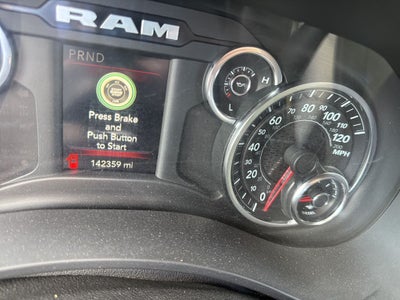 RAM
PRND
Press Brake
and
Push Button
to Start
142359 mi
H
L
0
10
20
30
40
50
60
70
80
90
100
110
120
MPH
DIESEL